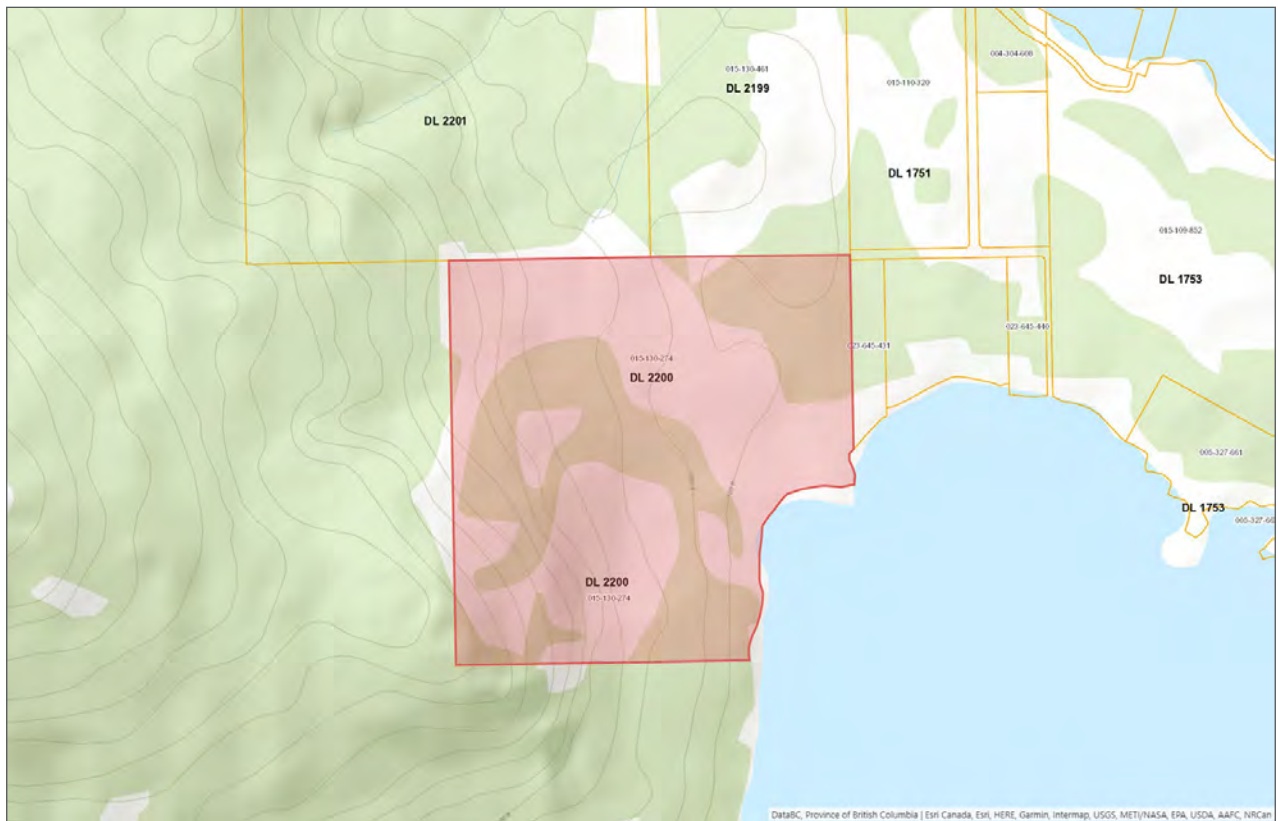 004-304-608
015-130-461
DL 2199
015-110-320
DL 2201
DL 1751
015-109-852
DL 1753
023-645-440
023-645-431
015-130-274
DL 2200
005-327-661
DL 1753
DL 2200
015-130-274
DataBC, Province of British Columbia | Esri Canada, Esri, HERE, Garmin, Intermap, USGS, METI/NASA, EPA, USDA, AAFC, NRCan